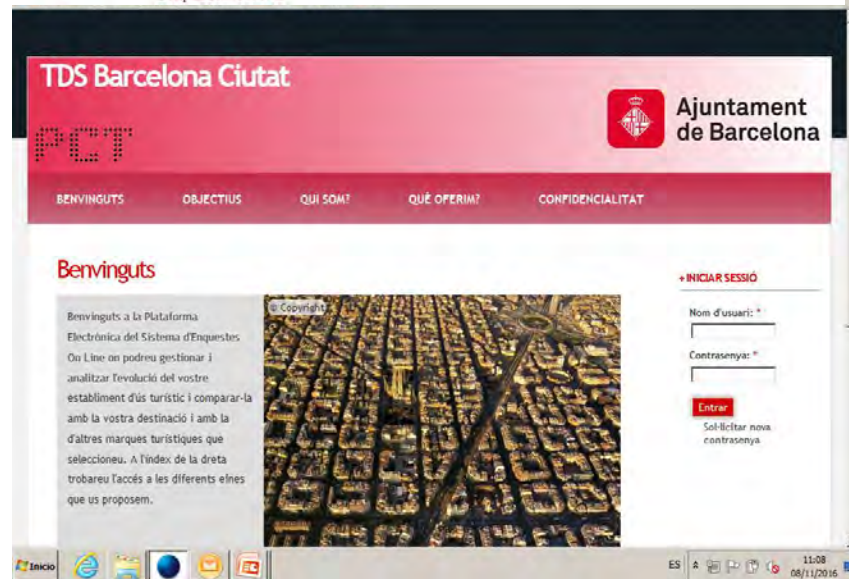 TDS Barcelona Ciutat
PCT
Ajuntament
de Barcelona
BENVINGUTS OBJECTIUS QUI SOM? QUÈ OFERIM? CONFIDENCIALITAT
Benvinguts
Benvinguts a la Plataforma
Electrònica del Sistema d'Enquestes
On Line on podreu gestionar i
analitzar l'evolució del vostre
establiment d'ús turístic i comparar-la
amb la vostra destinació i amb la
d'altres marques turístiques que
seleccioneu. A l'índex de la dreta
trobareu l'accés a les diferents eines
que us proposem.
© Copyright
+ INICIAR SESSIÓ
Nom d'usuari: *
Contrasenya: *
Entrar
Sol·licitar nova
contrasenya
Inicio
ES
11:08
08/11/2016